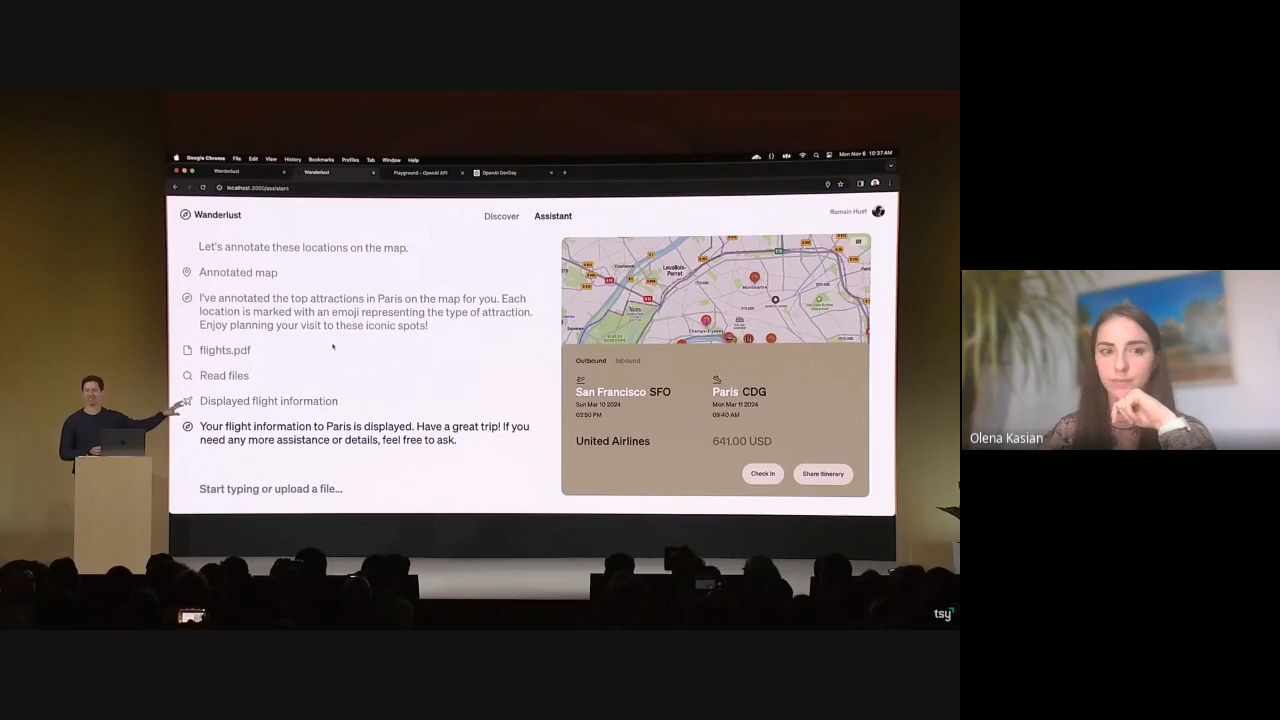 Google Chrome File Edit View History Bookmarks Profiles Tab Window Help
Mon Nov 6 10:37 AM
Wanderlust
Wanderlust
Playground - OpenAI API
OpenAI DevDay
localhost:3000/assistant
Wanderlust
Discover
Assistant
Romain Huet
Let's annotate these locations on the map.
Annotated map
I've annotated the top attractions in Paris on the map for you. Each
location is marked with an emoji representing the type of attraction.
Enjoy planning your visit to these iconic spots!
flights.pdf
Read files
Displayed flight information
Your flight information to Paris is displayed. Have a great trip! If you
need any more assistance or details, feel free to ask.
Start typing or upload a file...
Courbevoie
Levallois-
Perret
Montmartre
Champs-Elysées
Outbound Inbound
San Francisco SFO
Sun Mar 10 2024
02:50 PM
Paris CDG
Mon Mar 11 2024
09:40 AM
United Airlines
641.00 USD
Check in
Share itinerary
Olena Kasian
tsy